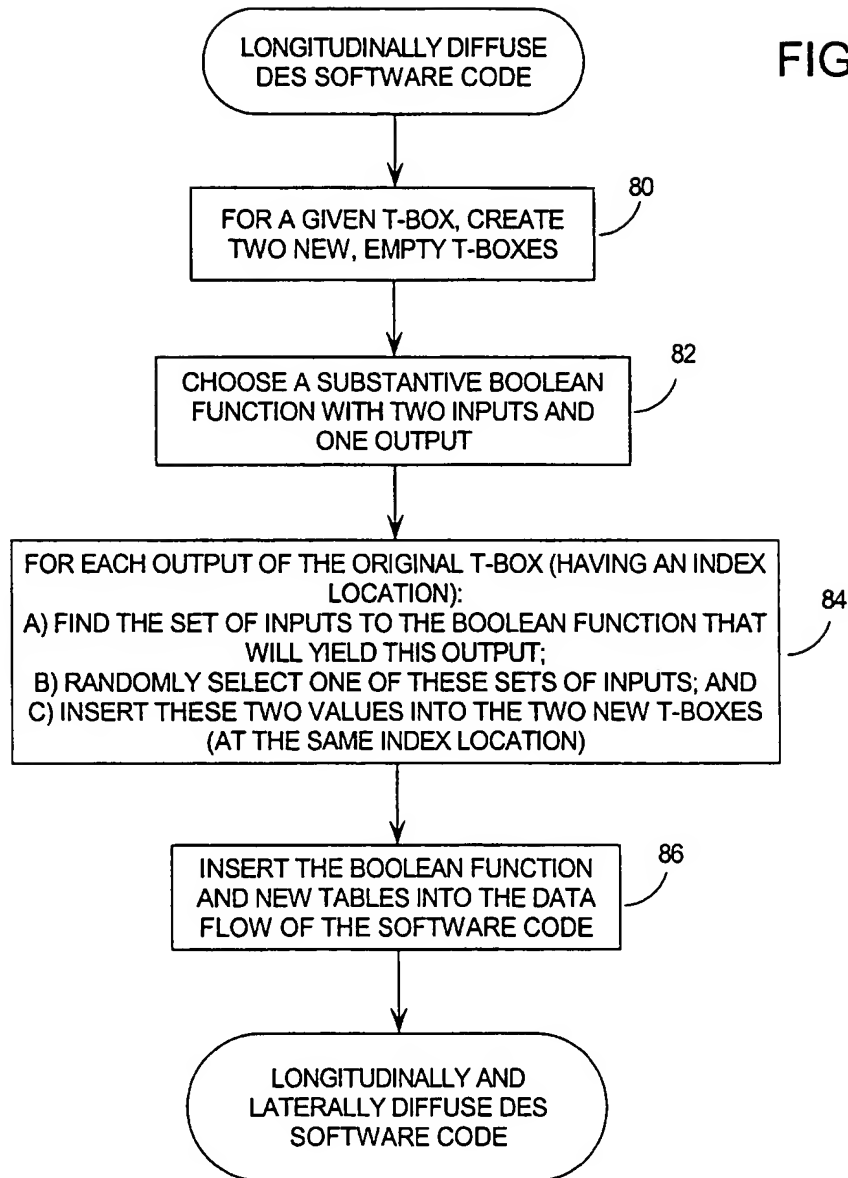 LONGITUDINALLY DIFFUSE
DES SOFTWARE CODE
FIG
80
FOR A GIVEN T-BOX, CREATE
TWO NEW, EMPTY T-BOXES
82
CHOOSE A SUBSTANTIVE BOOLEAN
FUNCTION WITH TWO INPUTS AND
ONE OUTPUT
FOR EACH OUTPUT OF THE ORIGINAL T-BOX (HAVING AN INDEX
LOCATION):
A) FIND THE SET OF INPUTS TO THE BOOLEAN FUNCTION THAT
WILL YIELD THIS OUTPUT;
B) RANDOMLY SELECT ONE OF THESE SETS OF INPUTS; AND
C) INSERT THESE TWO VALUES INTO THE TWO NEW T-BOXES
(AT THE SAME INDEX LOCATION)
84
86
INSERT THE BOOLEAN FUNCTION
AND NEW TABLES INTO THE DATA
FLOW OF THE SOFTWARE CODE
LONGITUDINALLY AND
LATERALLY DIFFUSE DES
SOFTWARE CODE